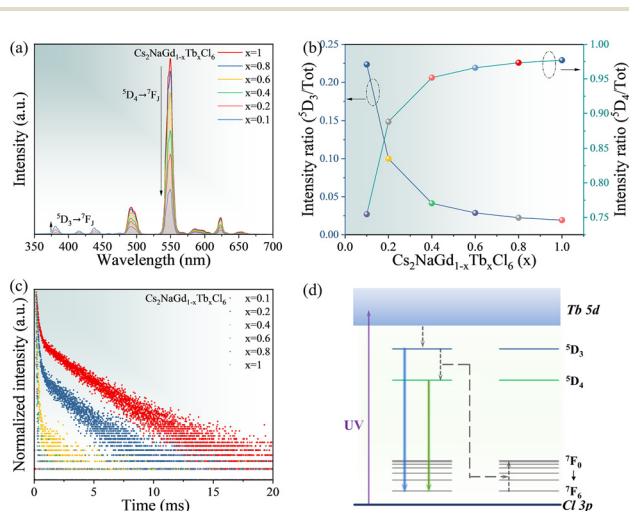 (a)
Cs₂NaGd₁₋ₓTbₓCl₆
x=1
x=0.8
x=0.6
x=0.4
x=0.2
x=0.1
⁵D₄→⁷F_J
⁵D₃→⁷F_J
Intensity (a.u.)
350 400 450 500 550 600 650 700
Wavelength (nm)
(b)
Intensity ratio (⁵D₃/Tot)
0.25
0.20
0.15
0.10
0.05
0.00
1.00
0.95
0.90
0.85
0.80
0.75
Intensity ratio (⁵D₄/Tot)
0.0 0.2 0.4 0.6 0.8 1.0
Cs₂NaGd₁₋ₓTbₓCl₆ (x)
(c)
Cs₂NaGd₁₋ₓTbₓCl₆
x=0.1
x=0.2
x=0.4
x=0.6
x=0.8
x=1
Normalized intensity (a.u.)
0 5 10 15 20
Time (ms)
(d)
Tb 5d
⁵D₃
⁵D₄
UV
⁷F₀
↓
⁷F₆
Cl 3p